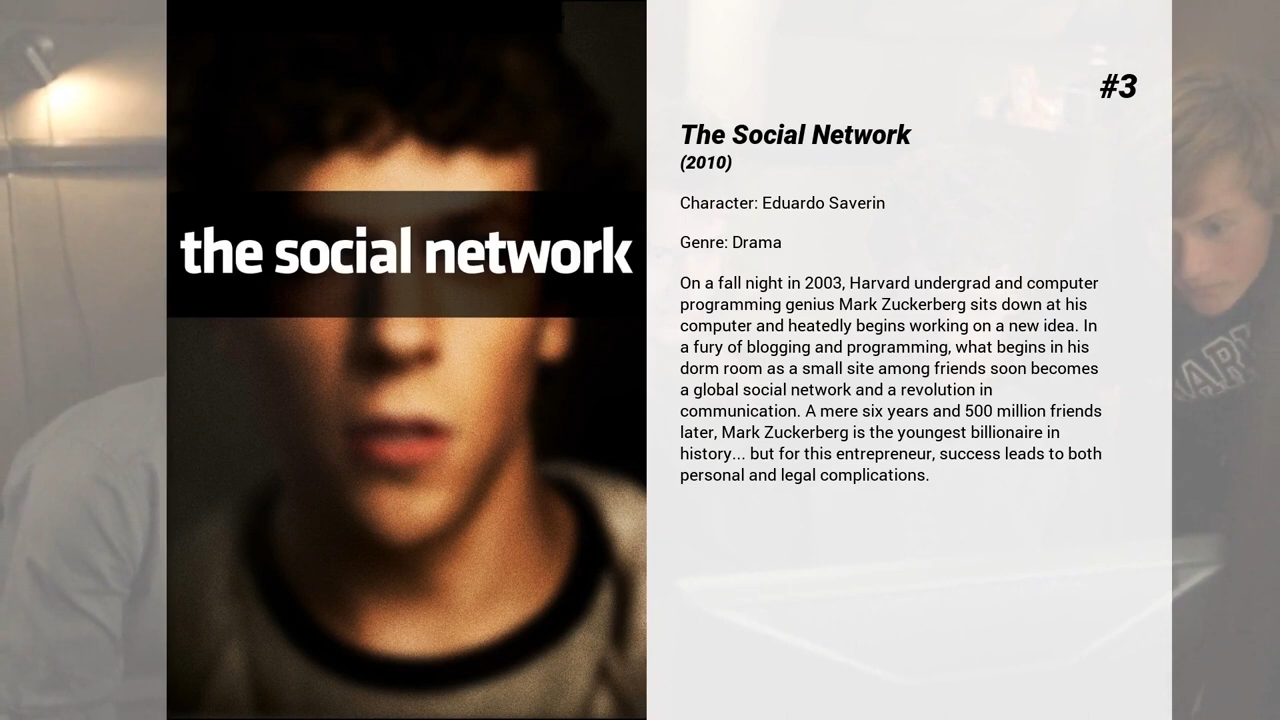 the social network
#3
The Social Network
(2010)
Character: Eduardo Saverin
Genre: Drama
On a fall night in 2003, Harvard undergrad and computer
programming genius Mark Zuckerberg sits down at his
computer and heatedly begins working on a new idea. In
a fury of blogging and programming, what begins in his
dorm room as a small site among friends soon becomes
a global social network and a revolution in
communication. A mere six years and 500 million friends
later, Mark Zuckerberg is the youngest billionaire in
history... but for this entrepreneur, success leads to both
personal and legal complications.